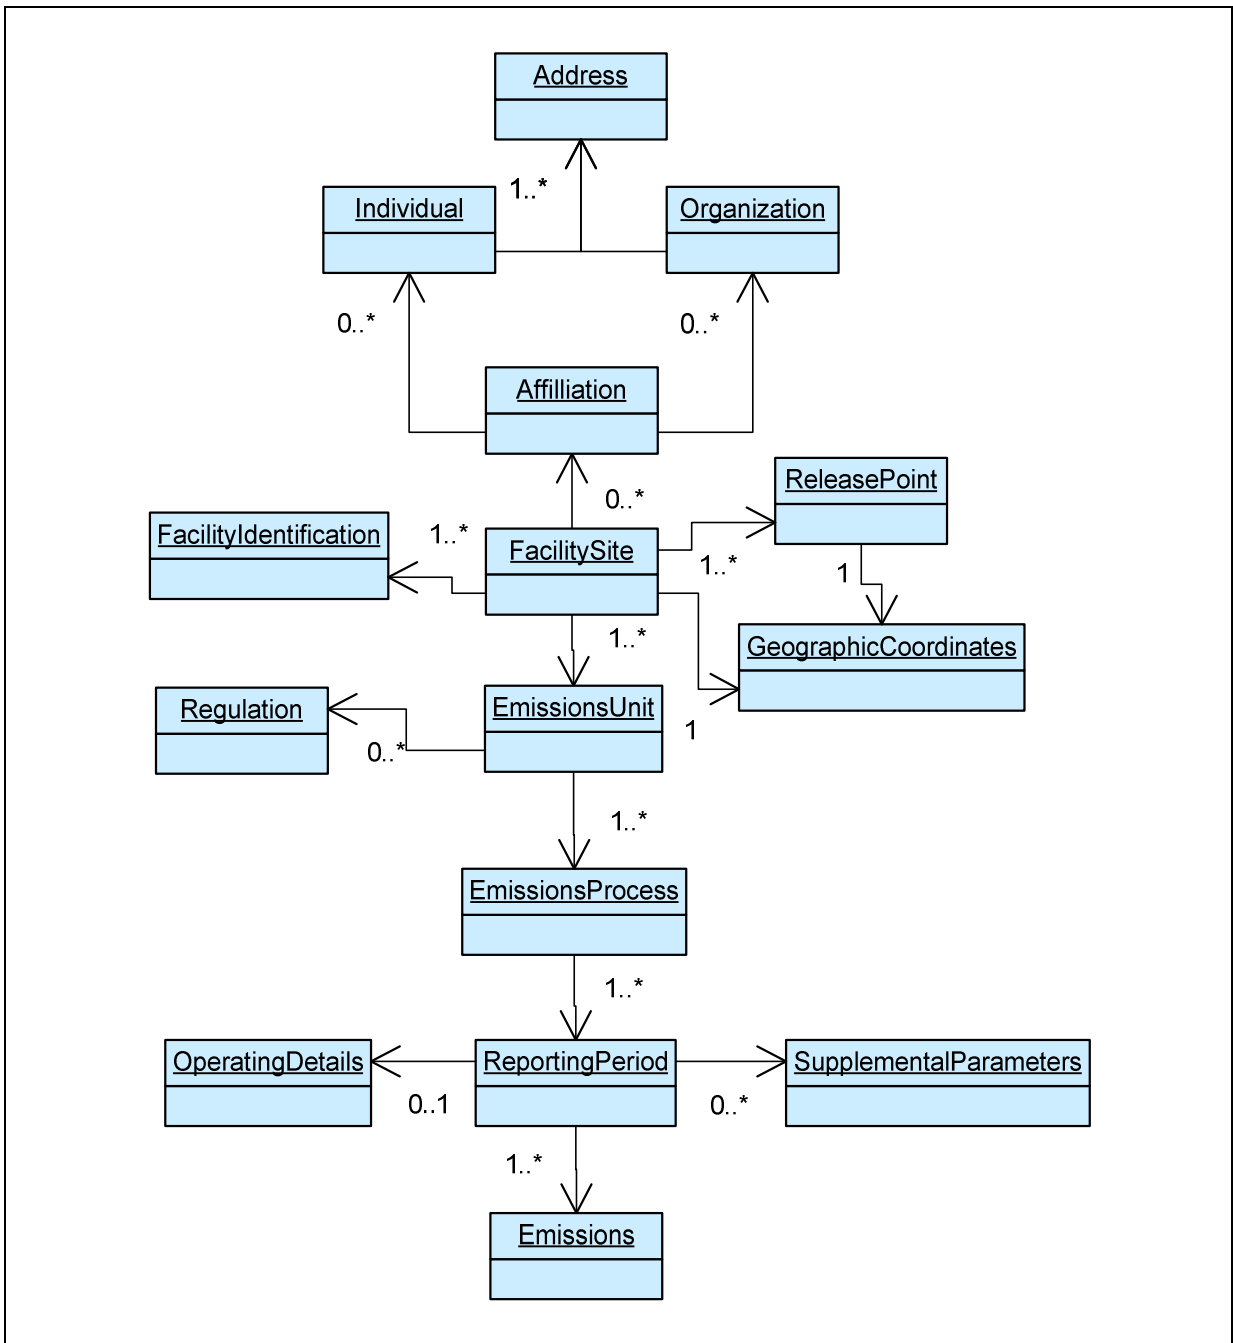 Address
1..*
Individual
Organization
0..*
0..*
Affilliation
0..*
ReleasePoint
FacilityIdentification
1..*
FacilitySite
1..*
1
1..*
GeographicCoordinates
Regulation
EmissionsUnit
1
0..*
1..*
EmissionsProcess
1..*
OperatingDetails
ReportingPeriod
SupplementalParameters
0..1
0..*
1..*
Emissions